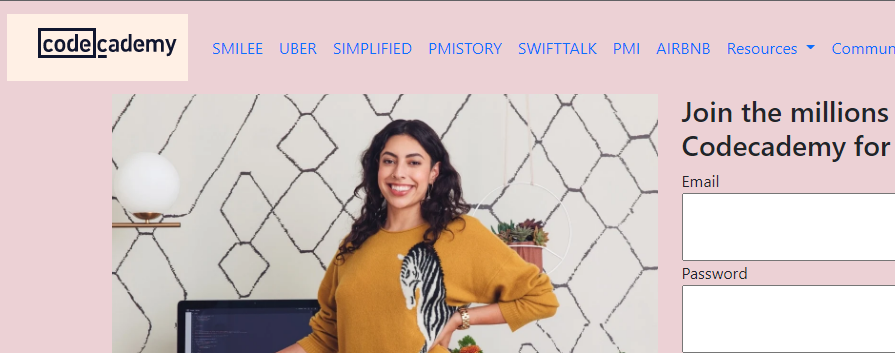 codecademy
SMILEE UBER SIMPLIFIED PMISTORY SWIFTTALK PMI AIRBNB Resources Commun
Join the millions
Codecademy for
Email
Password